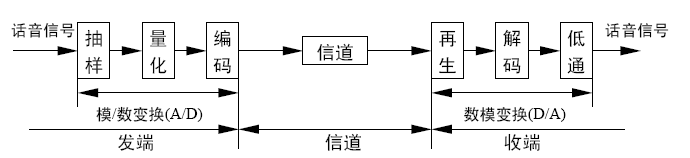 话音信号
抽样
量化
编码
信道
再生
解码
低通
话音信号
模/数变换(A/D)
数模变换(D/A)
发端
信道
收端